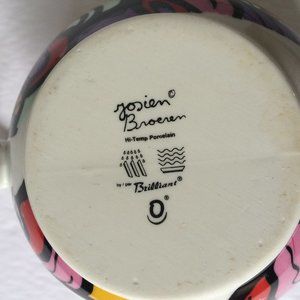 Josien©
Broeren
Hi-Temp Porcelain
by / par Brilliant®